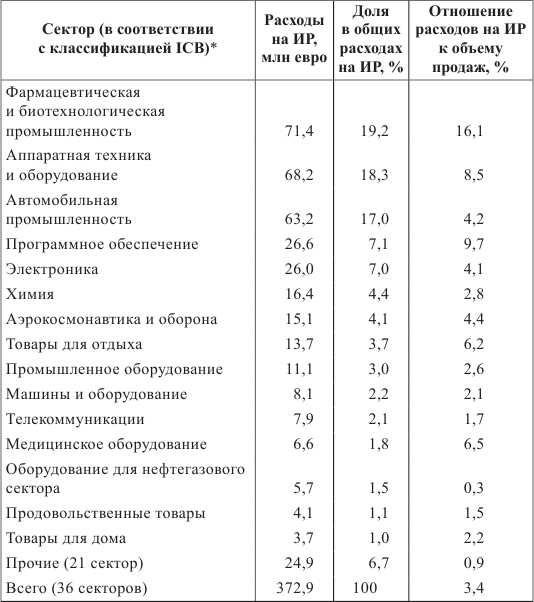 Сектор (в соответствии с классификацией ICB)* | Расходы на ИР, млн евро | Доля в общих расходах на ИР, % | Отношение расходов на ИР к объему продаж, %
Фармацевтическая
и биотехнологическая
промышленность 71,4 19,2 16,1
Аппаратная техника
и оборудование 68,2 18,3 8,5
Автомобильная
промышленность 63,2 17,0 4,2
Программное обеспечение 26,6 7,1 9,7
Электроника 26,0 7,0 4,1
Химия 16,4 4,4 2,8
Аэрокосмонавтика и оборона 15,1 4,1 4,4
Товары для отдыха 13,7 3,7 6,2
Промышленное оборудование 11,1 3,0 2,6
Машины и оборудование 8,1 2,2 2,1
Телекоммуникации 7,9 2,1 1,7
Медицинское оборудование 6,6 1,8 6,5
Оборудование для нефтегазового
сектора 5,7 1,5 0,3
Продовольственные товары 4,1 1,1 1,5
Товары для дома 3,7 1,0 2,2
Прочие (21 сектор) 24,9 6,7 0,9
Всего (36 секторов) 372,9 100 3,4